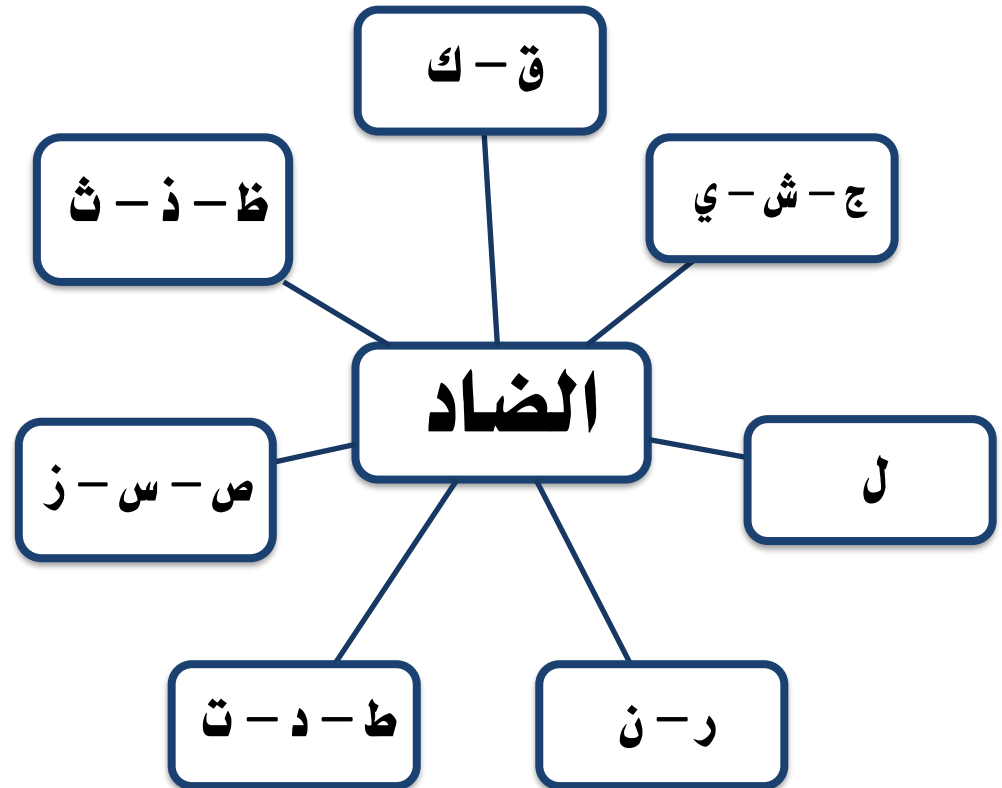 ق – ك
ج – ش – ي
ظ – ذ – ث
الضاد
ل
ص – س – ز
ر – ن
ط – د – ت